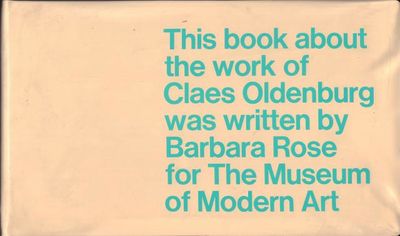 This book about
the work of
Claes Oldenburg
was written by
Barbara Rose
for The Museum
of Modern Art